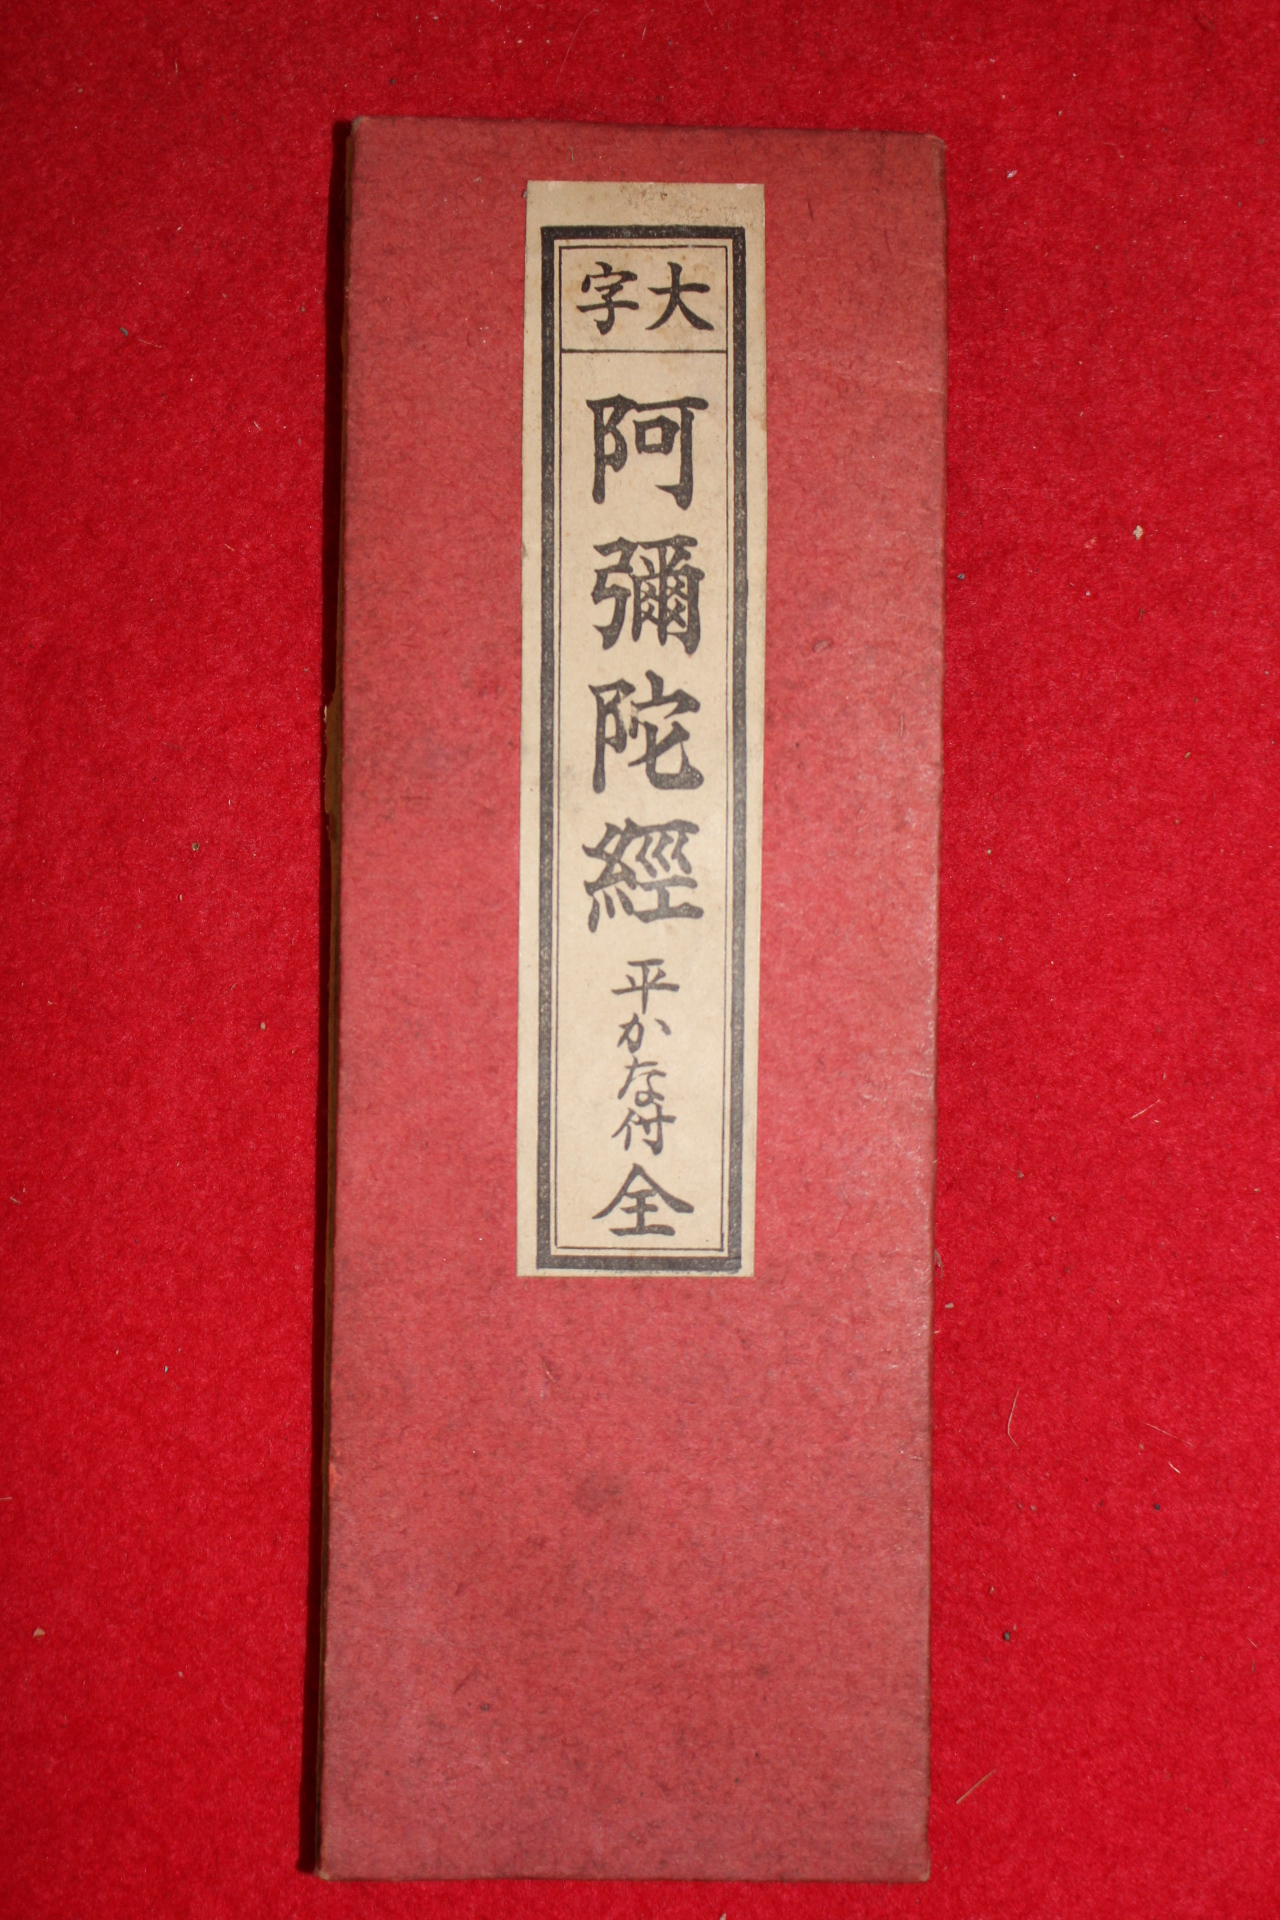 大字
阿彌陀經 平かな付 全